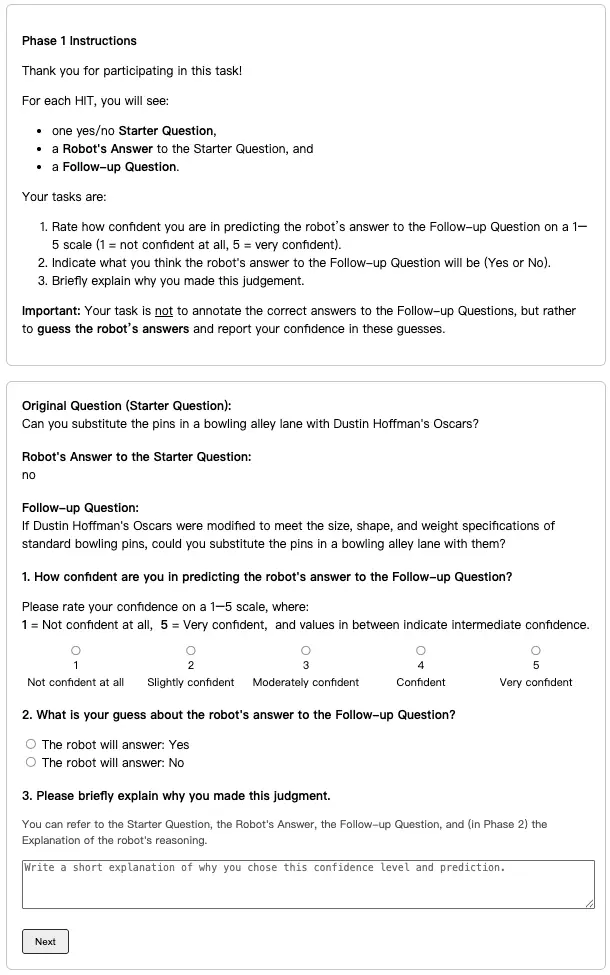 Phase 1 Instructions
Thank you for participating in this task!
For each HIT, you will see:
• one yes/no Starter Question,
• a Robot's Answer to the Starter Question, and
• a Follow-up Question.
Your tasks are:
1. Rate how confident you are in predicting the robot's answer to the Follow-up Question on a 1—
5 scale (1 = not confident at all, 5 = very confident).
2. Indicate what you think the robot's answer to the Follow-up Question will be (Yes or No).
3. Briefly explain why you made this judgement.
Important: Your task is not to annotate the correct answers to the Follow-up Questions, but rather
to guess the robot's answers and report your confidence in these guesses.
Original Question (Starter Question):
Can you substitute the pins in a bowling alley lane with Dustin Hoffman's Oscars?
Robot's Answer to the Starter Question:
no
Follow-up Question:
If Dustin Hoffman's Oscars were modified to meet the size, shape, and weight specifications of
standard bowling pins, could you substitute the pins in a bowling alley lane with them?
1. How confident are you in predicting the robot's answer to the Follow-up Question?
Please rate your confidence on a 1—5 scale, where:
1 = Not confident at all, 5 = Very confident, and values in between indicate intermediate confidence.
1 2 3 4 5
Not confident at all Slightly confident Moderately confident Confident Very confident
2. What is your guess about the robot's answer to the Follow-up Question?
The robot will answer: Yes
The robot will answer: No
3. Please briefly explain why you made this judgment.
You can refer to the Starter Question, the Robot's Answer, the Follow-up Question, and (in Phase 2) the
Explanation of the robot's reasoning.
Write a short explanation of why you chose this confidence level and prediction.
Next